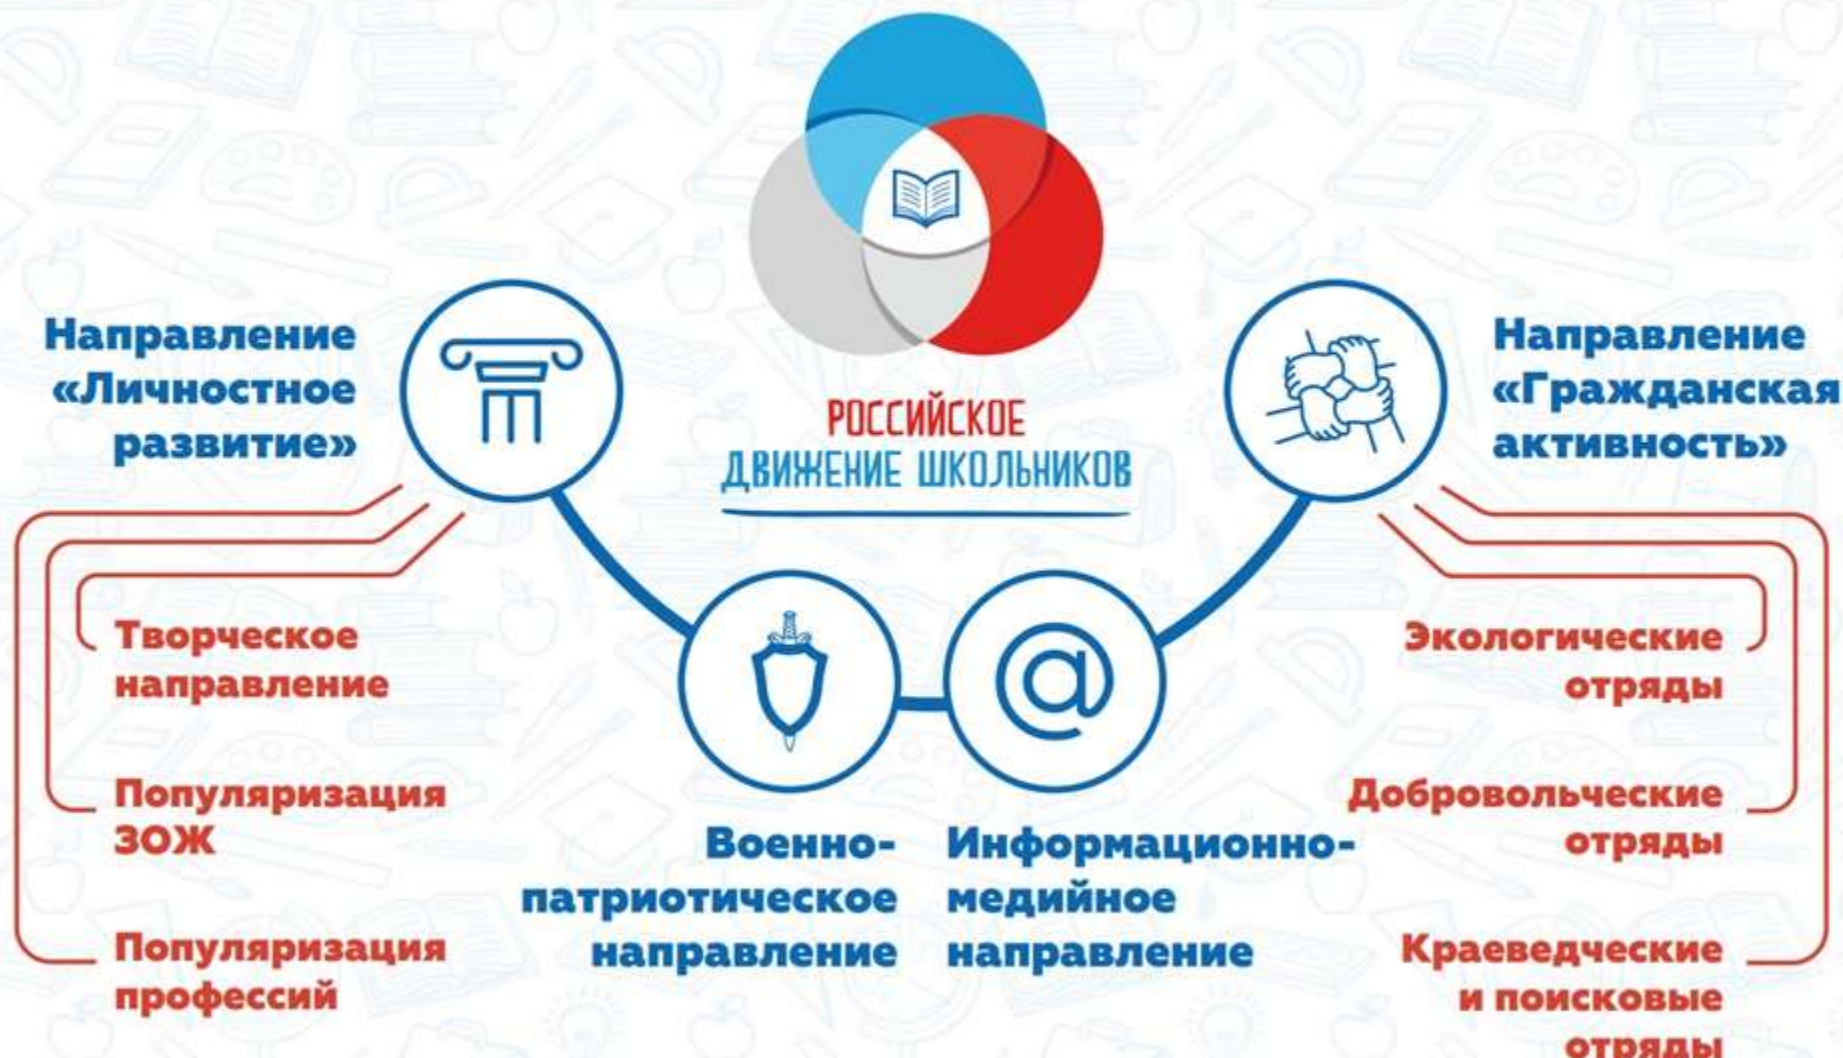 РОССИЙСКОЕ
ДВИЖЕНИЕ ШКОЛЬНИКОВ
Направление
«Личностное
развитие»
Творческое
направление
Популяризация
ЗОЖ
Популяризация
профессий
Военно-
патриотическое
направление
@
Информационно-
медийное
направление
Направление
«Гражданская
активность»
Экологические
отряды
Добровольческие
отряды
Краеведческие
и поисковые
отряды